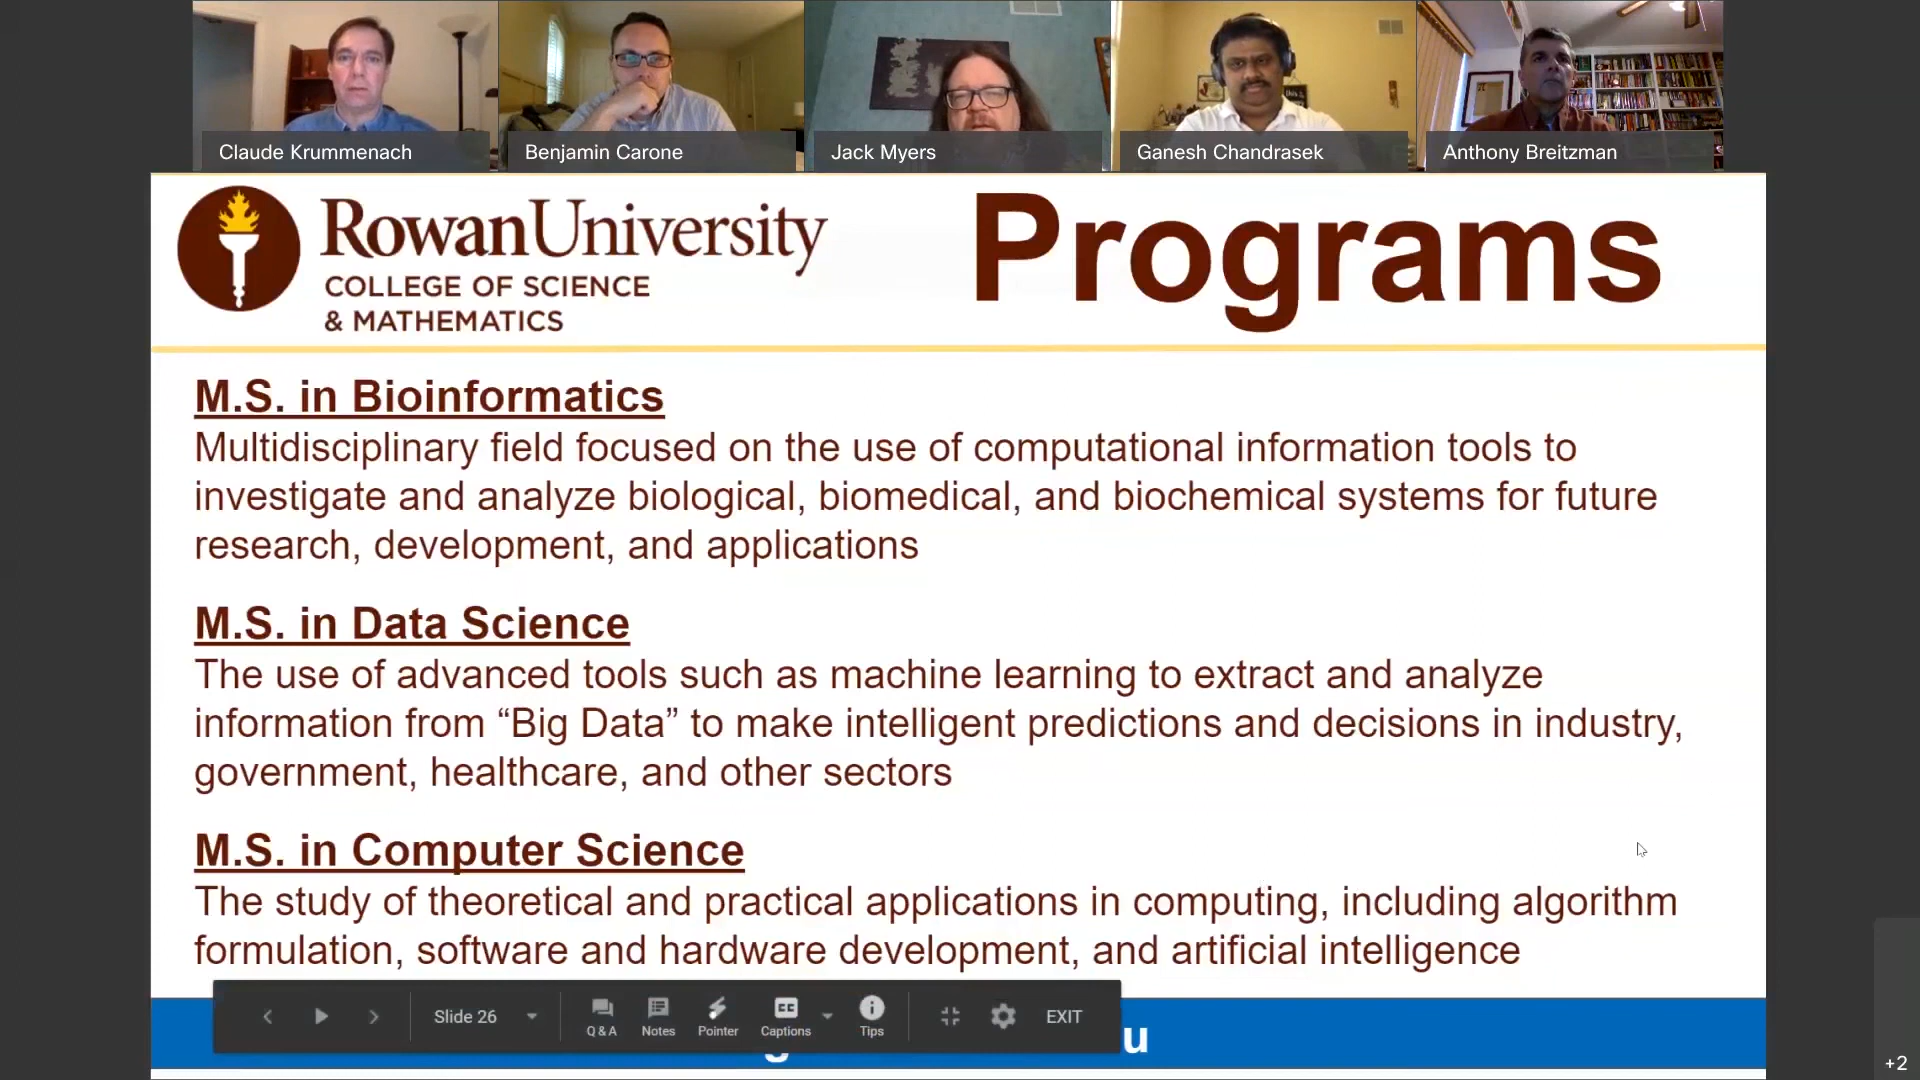 Claude Krummenach
Benjamin Carone
Jack Myers
Ganesh Chandrasek
Anthony Breitzman
Rowan University
COLLEGE OF SCIENCE
& MATHEMATICS
Programs
M.S. in Bioinformatics
Multidisciplinary field focused on the use of computational information tools to
investigate and analyze biological, biomedical, and biochemical systems for future
research, development, and applications
M.S. in Data Science
The use of advanced tools such as machine learning to extract and analyze
information from “Big Data” to make intelligent predictions and decisions in industry,
government, healthcare, and other sectors
M.S. in Computer Science
The study of theoretical and practical applications in computing, including algorithm
formulation, software and hardware development, and artificial intelligence
Slide 26
Q & A
Notes
Pointer
CC
Captions
Tips
EXIT
u
+2